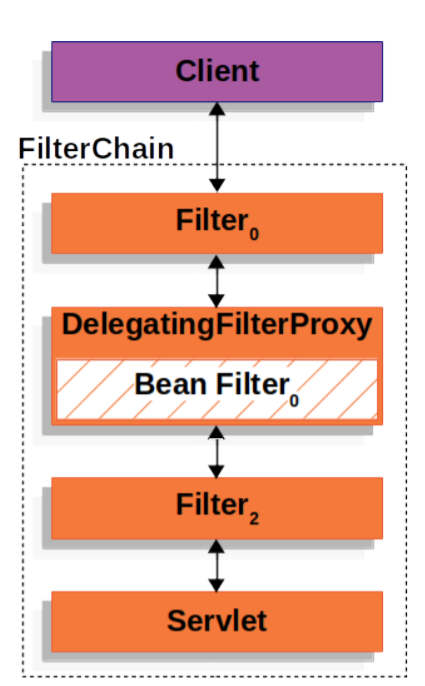 Client
FilterChain
Filter₀
DelegatingFilterProxy
Bean Filter₀
Filter₂
Servlet